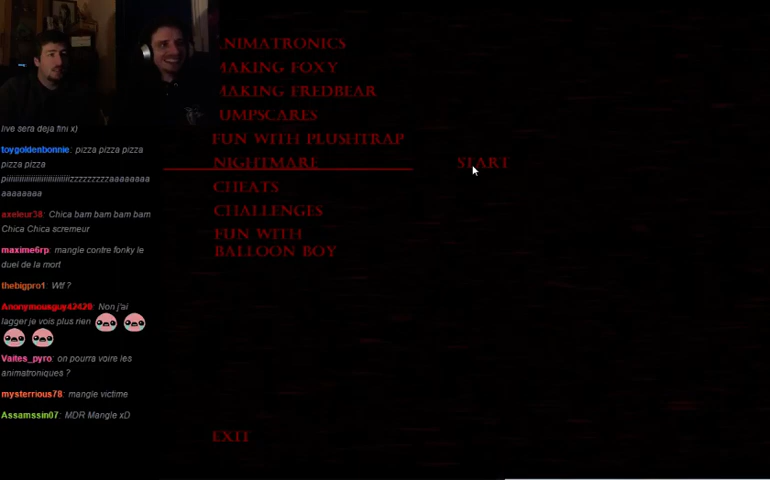 live sera deja fini x)
toygoldenbonnie: pizza pizza pizza
pizza pizza
piiiiiiiiiiiiiiiiiiiiiiiiiiizzzzzzzzzaaaaaaaa
aaaaaaaa
axeleur38: Chica bam bam bam bam
Chica Chica scremeur
maxime6rp: mangle contre fonky le
duel de la mort
thebigpro1: Wtf ?
Anonymousguy42420: Non j'ai
lagger je vois plus rien
Vaites_pyro: on pourra voire les
animatroniques ?
mysterrious78: mangle victime
Assamssin07: MDR Mangle xD
NIMATRONICS
MAKING FOXY
MAKING FREDBEAR
UMPSCARES
FUN WITH PLUSHTRAP
NIGHTMARE
START
CHEATS
CHALLENGES
FUN WITH
BALLOON BOY
EXIT